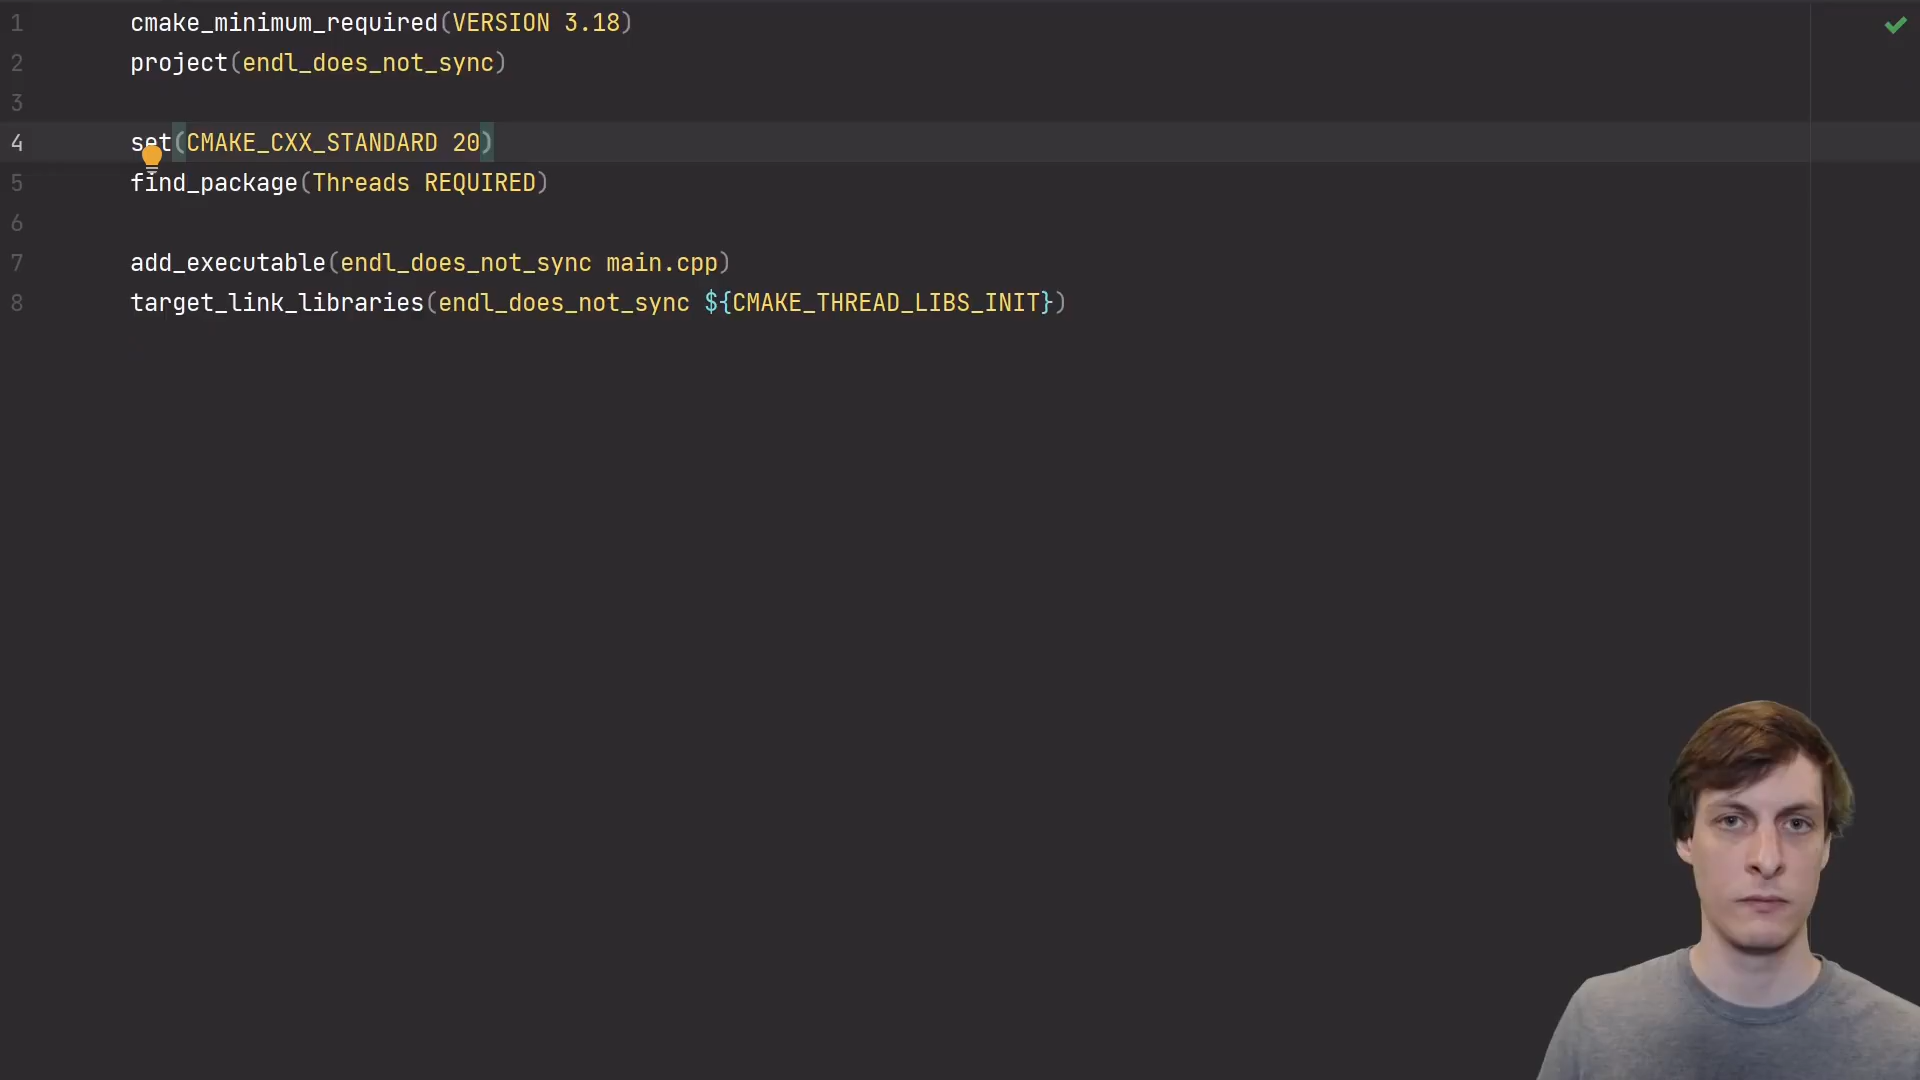 1 cmake_minimum_required(VERSION 3.18)
2 project(endl_does_not_sync)
3
4 set(CMAKE_CXX_STANDARD 20)
5 find_package(Threads REQUIRED)
6
7 add_executable(endl_does_not_sync main.cpp)
8 target_link_libraries(endl_does_not_sync ${CMAKE_THREAD_LIBS_INIT})